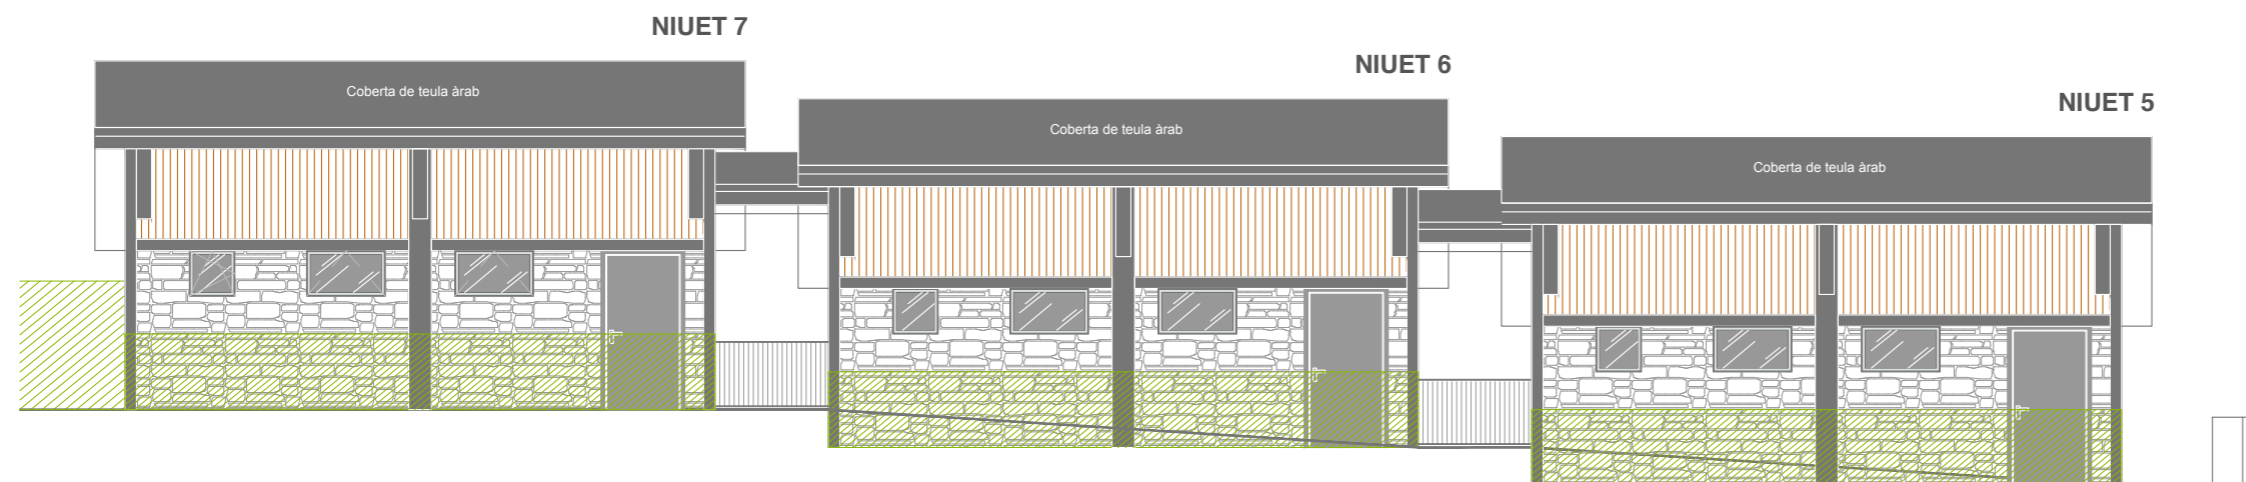 NIUET 7
NIUET 6
NIUET 5
Coberta de teula àrab
Coberta de teula àrab
Coberta de teula àrab